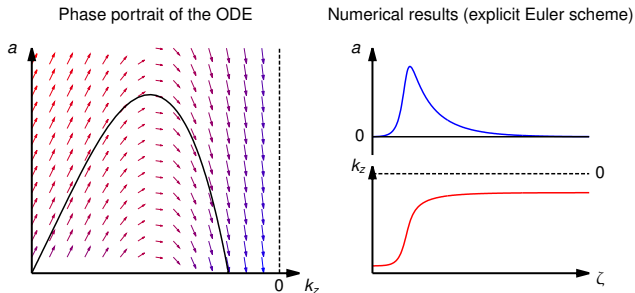 Phase portrait of the ODE
a
0
k_z
Numerical results (explicit Euler scheme)
a
0
k_z
0
ζ